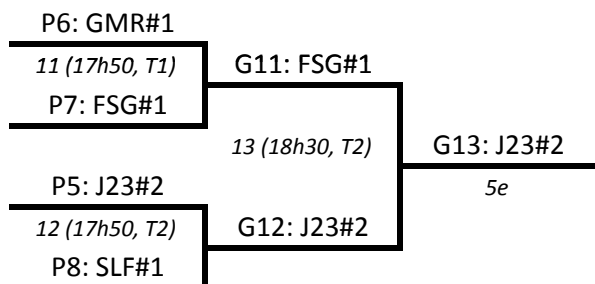 P6: GMR#1
11 (17h50, T1)
G11: FSG#1
P7: FSG#1
13 (18h30, T2)
G13: J23#2
5e
P5: J23#2
12 (17h50, T2)
G12: J23#2
P8: SLF#1